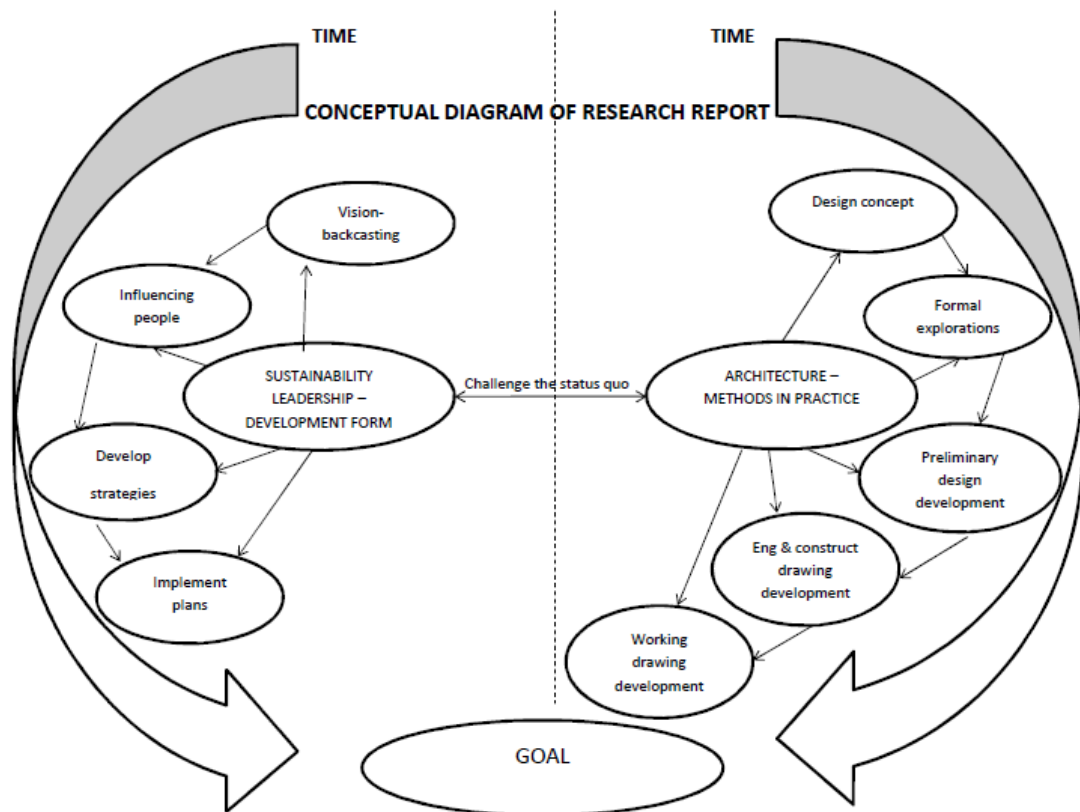 TIME
TIME
CONCEPTUAL DIAGRAM OF RESEARCH REPORT
Vision-
backcasting
Influencing
people
SUSTAINABILITY
LEADERSHIP –
DEVELOPMENT FORM
Develop
strategies
Implement
plans
Challenge the status quo
Design concept
Formal
explorations
ARCHITECTURE –
METHODS IN PRACTICE
Preliminary
design
development
Eng & construct
drawing
development
Working
drawing
development
GOAL